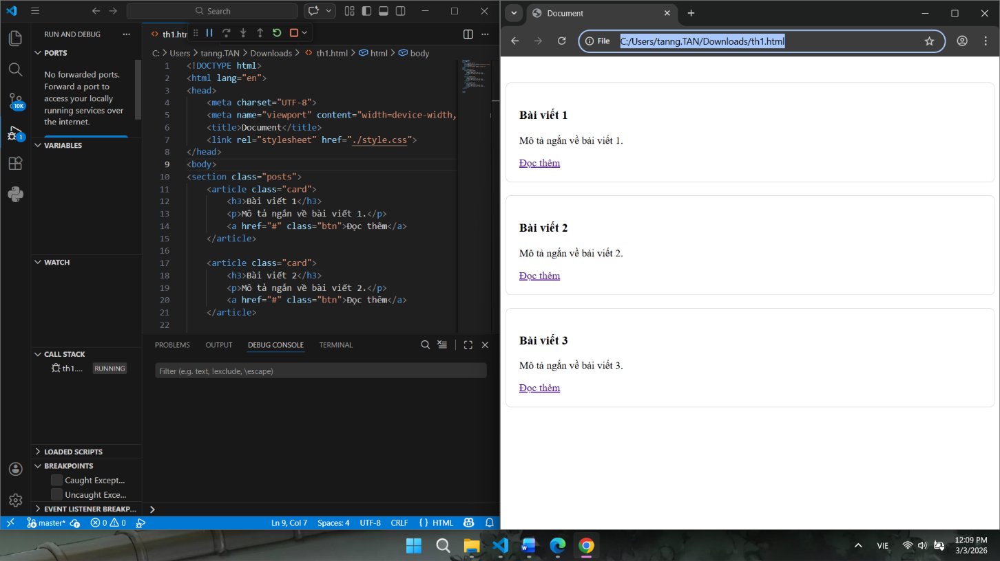 Search
RUN AND DEBUG
PORTS
No forwarded ports.
Forward a port to
access your locally
running services over
the internet.
VARIABLES
WATCH
CALL STACK
th1....
RUNNING
LOADED SCRIPTS
BREAKPOINTS
Caught Except...
Uncaught Exce...
EVENT LISTENER BREAKP...
10K
1
th1.htm
C: > Users > tanng.TAN > Downloads > th1.html > html > body
1 <!DOCTYPE html>
2 <html lang="en">
3 <head>
4 <meta charset="UTF-8">
5 <meta name="viewport" content="width=device-width,
6 <title>Document</title>
7 <link rel="stylesheet" href="./style.css">
8 </head>
9 <body>
10 <section class="posts">
11 <article class="card">
12 <h3>Bài viết 1</h3>
13 <p>Mô tả ngắn về bài viết 1.</p>
14 <a href="#" class="btn">Đọc thêm</a>
15 </article>
16
17 <article class="card">
18 <h3>Bài viết 2</h3>
19 <p>Mô tả ngắn về bài viết 2.</p>
20 <a href="#" class="btn">Đọc thêm</a>
21 </article>
22
PROBLEMS OUTPUT DEBUG CONSOLE TERMINAL
Filter (e.g. text, !exclude, \escape)
master* 0 0 Ln 9, Col 7 Spaces: 4 UTF-8 CRLF { } HTML
Document
File C:/Users/tanng.TAN/Downloads/th1.html
Bài viết 1
Mô tả ngắn về bài viết 1.
Đọc thêm
Bài viết 2
Mô tả ngắn về bài viết 2.
Đọc thêm
Bài viết 3
Mô tả ngắn về bài viết 3.
Đọc thêm
VIE
12:09 PM
3/3/2026